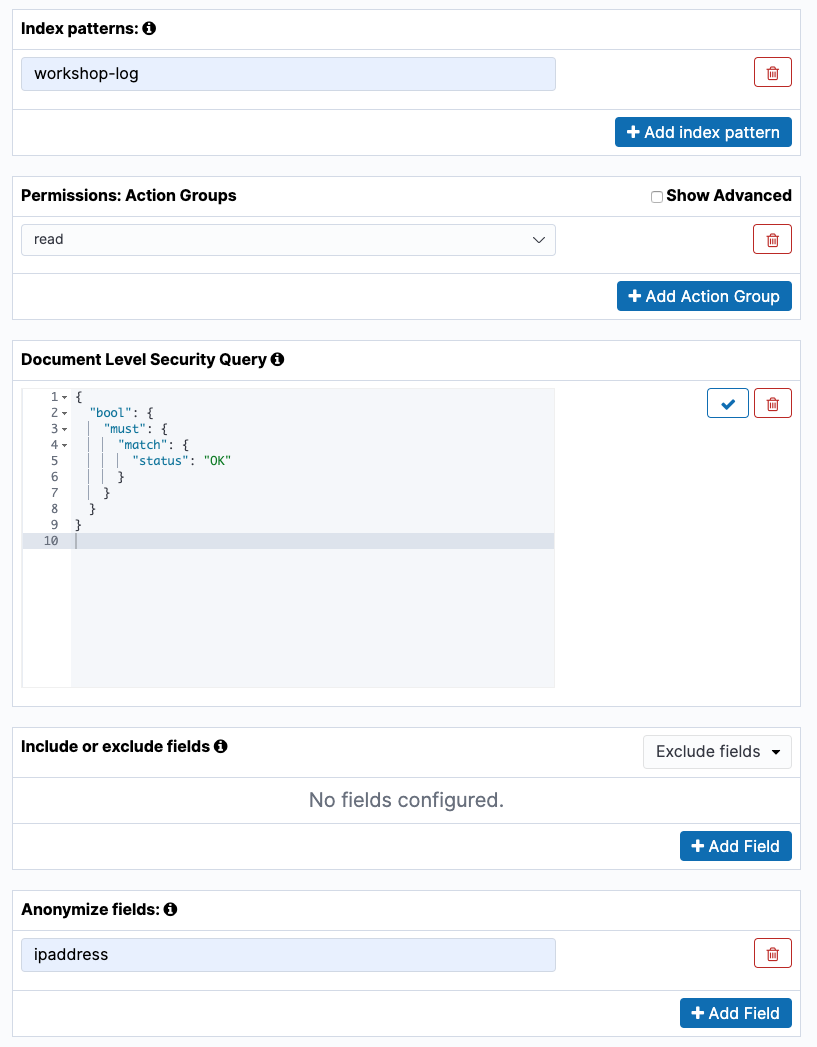 Index patterns:
workshop-log
Add index pattern
Permissions: Action Groups
Show Advanced
read
Add Action Group
Document Level Security Query
1 {
2   "bool": {
3     "must": {
4       "match": {
5         "status": "OK"
6       }
7     }
8   }
9 }
10
Include or exclude fields
Exclude fields
No fields configured.
Add Field
Anonymize fields:
ipaddress
Add Field